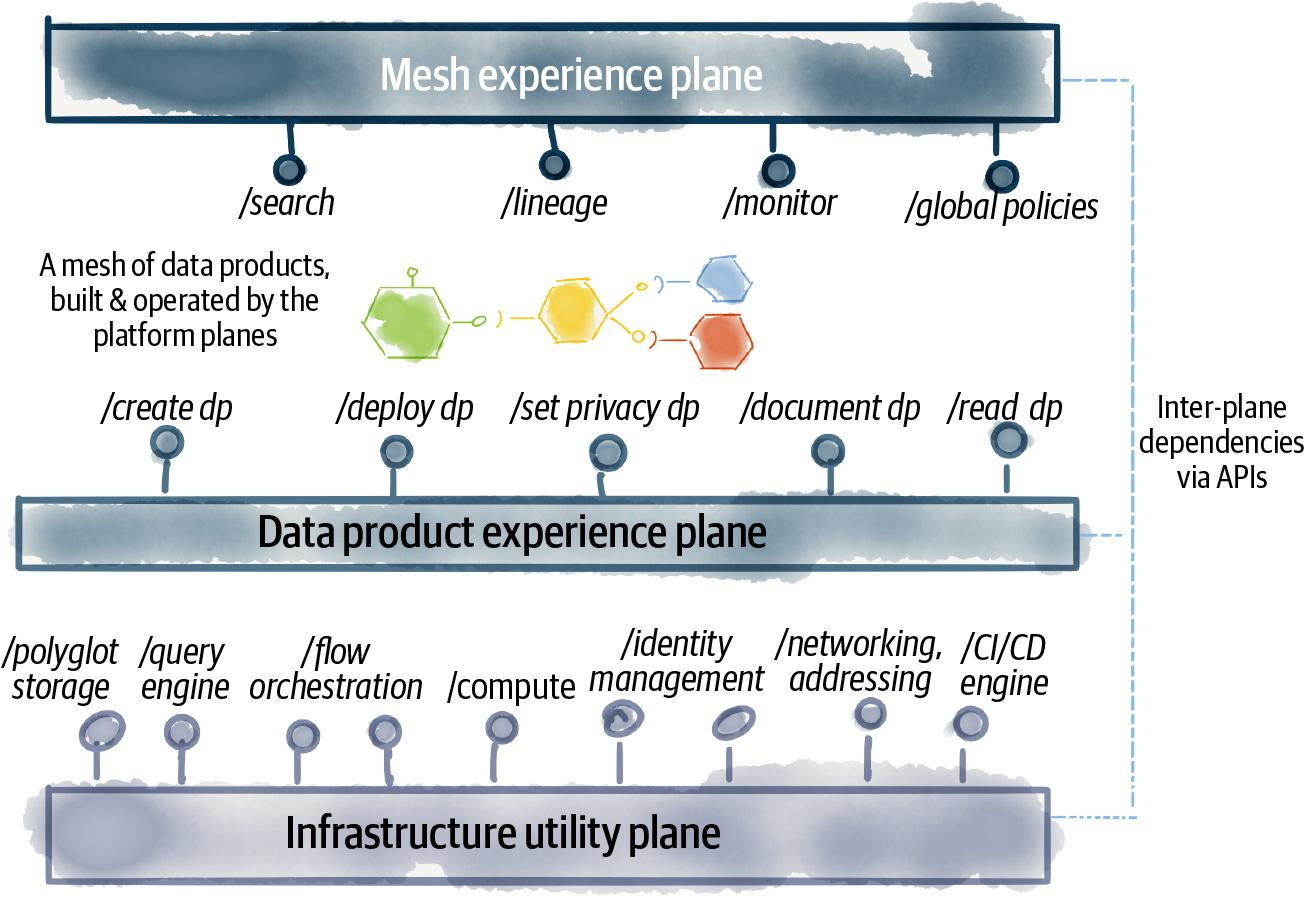 Mesh experience plane
/search
/lineage
/monitor
/global policies
A mesh of data products,
built & operated by the
platform planes
/create dp
/deploy dp
/set privacy dp
/document dp
/read dp
Inter-plane
dependencies
via APIs
Data product experience plane
/polyglot
storage
/query
engine
/flow
orchestration
/compute
/identity
management
/networking,
addressing
/CI/CD
engine
Infrastructure utility plane